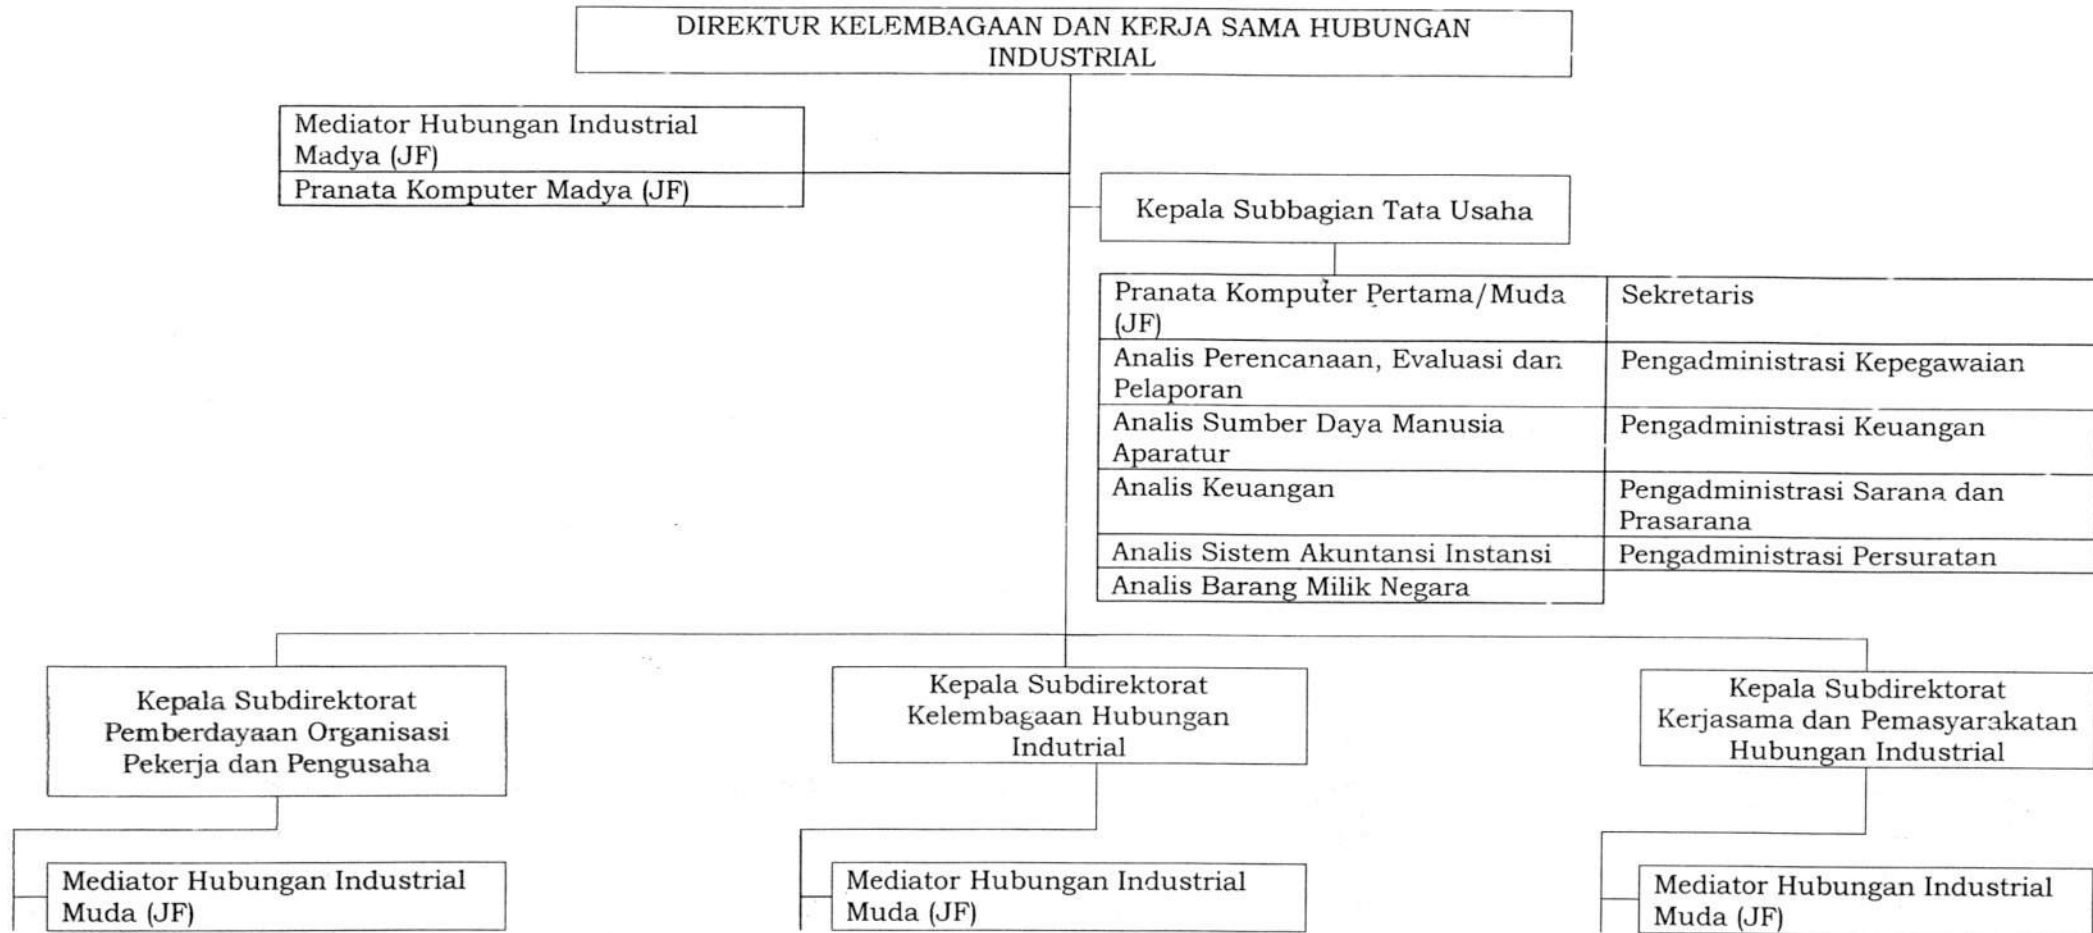 DIREKTUR KELEMBAGAAN DAN KERJA SAMA HUBUNGAN
INDUSTRIAL
Mediator Hubungan Industrial
Madya (JF)
Pranata Komputer Madya (JF)
Kepala Subbagian Tata Usaha
Pranata Komputer Pertama/Muda
(JF)
Sekretaris
Analis Perencanaan, Evaluasi dan
Pelaporan
Pengadministrasi Kepegawaian
Analis Sumber Daya Manusia
Aparatur
Pengadministrasi Keuangan
Analis Keuangan
Pengadministrasi Sarana dan
Prasarana
Analis Sistem Akuntansi Instansi
Pengadministrasi Persuratan
Analis Barang Milik Negara
Kepala Subdirektorat
Pemberdayaan Organisasi
Pekerja dan Pengusaha
Kepala Subdirektorat
Kelembagaan Hubungan
Indutrial
Kepala Subdirektorat
Kerjasama dan Pemasyarakatan
Hubungan Industrial
Mediator Hubungan Industrial
Muda (JF)
Mediator Hubungan Industrial
Muda (JF)
Mediator Hubungan Industrial
Muda (JF)